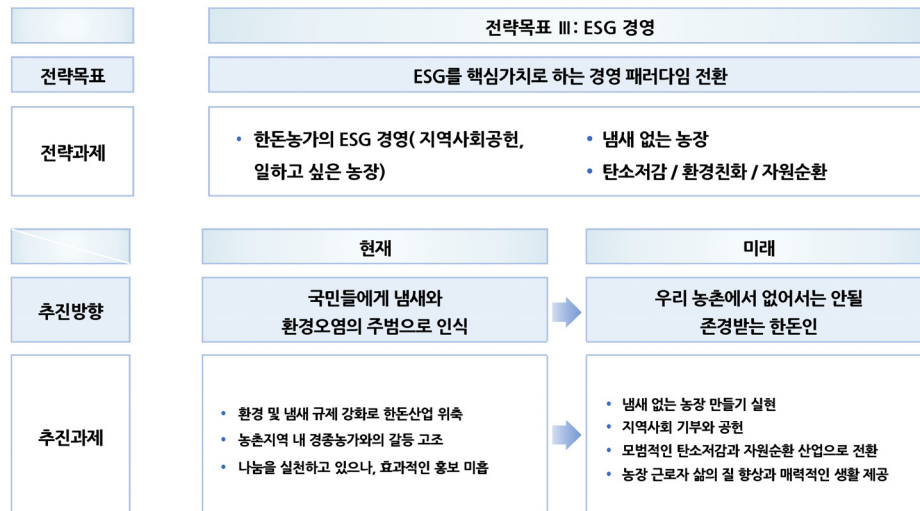 전략목표 Ⅲ: ESG 경영
전략목표
ESG를 핵심가치로 하는 경영 패러다임 전환
전략과제
• 한돈농가의 ESG 경영( 지역사회공헌,
일하고 싶은 농장)
• 냄새 없는 농장
• 탄소저감 / 환경친화 / 자원순환
현재
미래
추진방향
국민들에게 냄새와
환경오염의 주범으로 인식
우리 농촌에서 없어서는 안될
존경받는 한돈인
추진과제
• 환경 및 냄새 규제 강화로 한돈산업 위축
• 농촌지역 내 경종농가와의 갈등 고조
• 나눔을 실천하고 있으나, 효과적인 홍보 미흡
• 냄새 없는 농장 만들기 실현
• 지역사회 기부와 공헌
• 모범적인 탄소저감과 자원순환 산업으로 전환
• 농장 근로자 삶의 질 향상과 매력적인 생활 제공